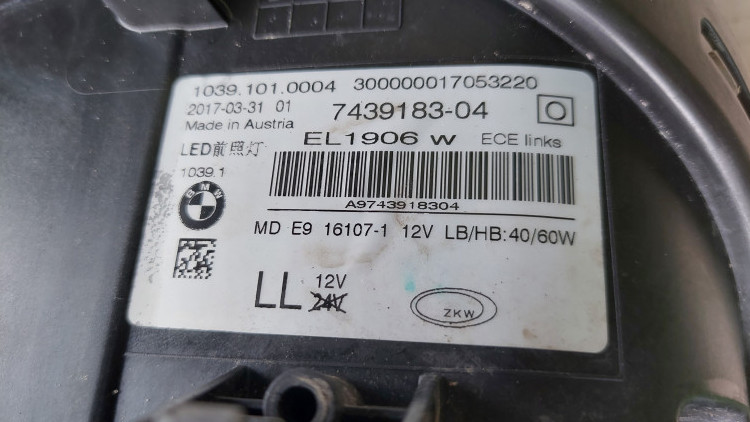 1039.101.0004 300000017053220
2017-03-31 01 7439183-04
Made in Austria
EL1906 w ECE links
LED前照灯
1039.1
BMW
A9743918304
MD E9 16107-1 12V LB/HB:40/60W
LL 12V
24V
ZKW